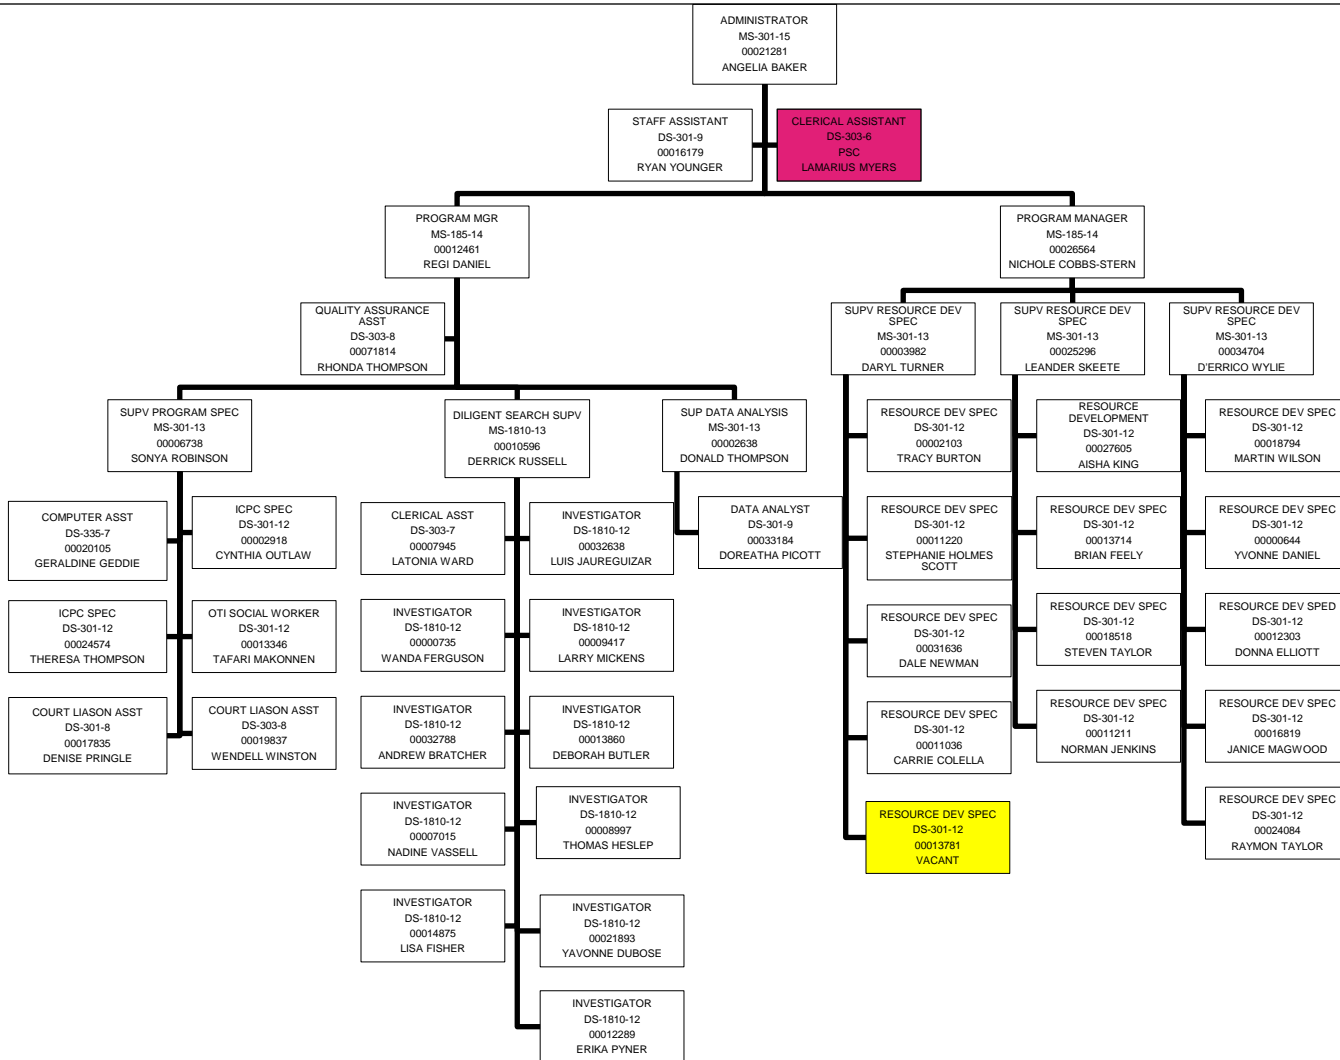 ADMINISTRATOR
MS-301-15
00021281
ANGELIA BAKER
STAFF ASSISTANT
DS-301-9
00016179
RYAN YOUNGER
CLERICAL ASSISTANT
DS-303-6
PSC
LAMARIUS MYERS
PROGRAM MGR
MS-185-14
00012461
REGI DANIEL
PROGRAM MANAGER
MS-185-14
00026564
NICHOLE COBBS-STERN
QUALITY ASSURANCE
ASST
DS-303-8
00071814
RHONDA THOMPSON
SUPV RESOURCE DEV
SPEC
MS-301-13
00003982
DARYL TURNER
SUPV RESOURCE DEV
SPEC
MS-301-13
00025296
LEANDER SKEETE
SUPV RESOURCE DEV
SPEC
MS-301-13
00034704
D'ERRICO WYLIE
SUPV PROGRAM SPEC
MS-301-13
00006738
SONYA ROBINSON
DILIGENT SEARCH SUPV
MS-1810-13
00010596
DERRICK RUSSELL
SUP DATA ANALYSIS
MS-301-13
00002638
DONALD THOMPSON
RESOURCE DEV SPEC
DS-301-12
00002103
TRACY BURTON
RESOURCE
DEVELOPMENT
DS-301-12
00027605
AISHA KING
RESOURCE DEV SPEC
DS-301-12
00018794
MARTIN WILSON
COMPUTER ASST
DS-335-7
00020105
GERALDINE GEDDIE
ICPC SPEC
DS-301-12
00002918
CYNTHIA OUTLAW
CLERICAL ASST
DS-303-7
00007945
LATONIA WARD
INVESTIGATOR
DS-1810-12
00032638
LUIS JAUREGUIZAR
DATA ANALYST
DS-301-9
00033184
DOREATHA PICOTT
RESOURCE DEV SPEC
DS-301-12
00011220
STEPHANIE HOLMES
SCOTT
RESOURCE DEV SPEC
DS-301-12
00013714
BRIAN FEELY
RESOURCE DEV SPEC
DS-301-12
00000644
YVONNE DANIEL
ICPC SPEC
DS-301-12
00024574
THERESA THOMPSON
OTI SOCIAL WORKER
DS-301-12
00013346
TAFARI MAKONNEN
INVESTIGATOR
DS-1810-12
00000735
WANDA FERGUSON
INVESTIGATOR
DS-1810-12
00009417
LARRY MICKENS
RESOURCE DEV SPEC
DS-301-12
00031636
DALE NEWMAN
RESOURCE DEV SPEC
DS-301-12
00018518
STEVEN TAYLOR
RESOURCE DEV SPED
DS-301-12
00012303
DONNA ELLIOTT
COURT LIASON ASST
DS-301-8
00017835
DENISE PRINGLE
COURT LIASON ASST
DS-303-8
00019837
WENDELL WINSTON
INVESTIGATOR
DS-1810-12
00032788
ANDREW BRATCHER
INVESTIGATOR
DS-1810-12
00013860
DEBORAH BUTLER
RESOURCE DEV SPEC
DS-301-12
00011036
CARRIE COLELLA
RESOURCE DEV SPEC
DS-301-12
00011211
NORMAN JENKINS
RESOURCE DEV SPEC
DS-301-12
00016819
JANICE MAGWOOD
INVESTIGATOR
DS-1810-12
00007015
NADINE VASSELL
INVESTIGATOR
DS-1810-12
00008997
THOMAS HESLEP
RESOURCE DEV SPEC
DS-301-12
00013781
VACANT
RESOURCE DEV SPEC
DS-301-12
00024084
RAYMON TAYLOR
INVESTIGATOR
DS-1810-12
00014875
LISA FISHER
INVESTIGATOR
DS-1810-12
00021893
YAVONNE DUBOSE
INVESTIGATOR
DS-1810-12
00012289
ERIKA PYNER